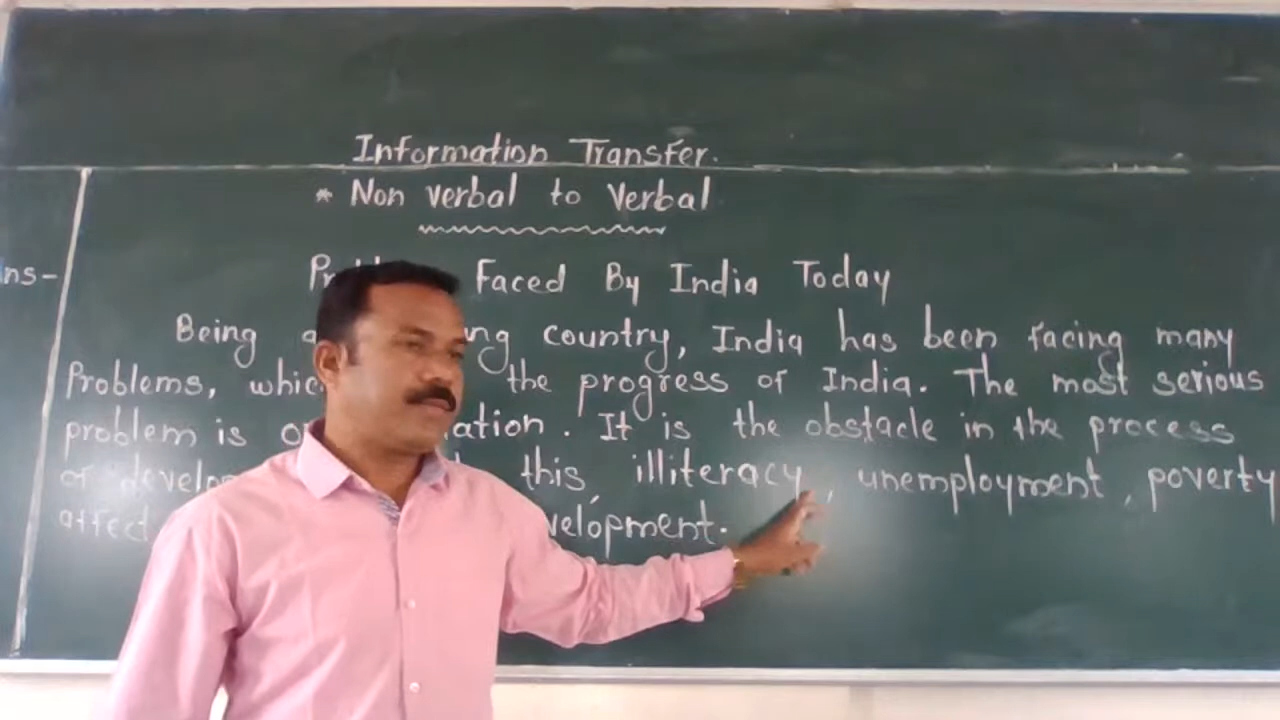 Information Transfer.
* Non verbal to Verbal
Faced By India Today
ns-
Being country, India has been facing many
Problems, the progress of India. The most serious
problem is It is the obstacle in the process
of this, illiteracy, unemployment, poverty
affect